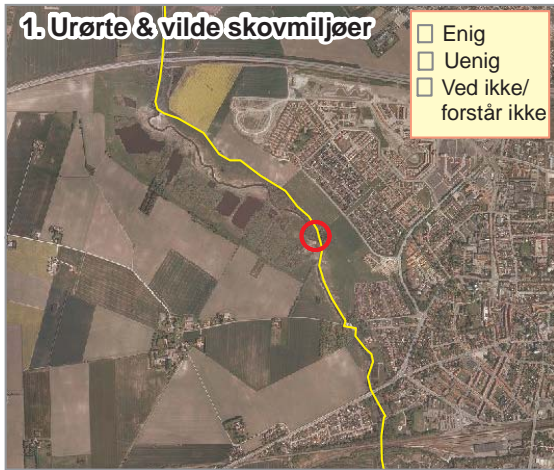 1. Urørte & vilde skovmiljøer
Enig
Uenig
Ved ikke/
forstår ikke